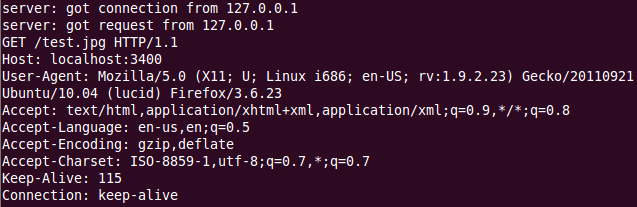 server: got connection from 127.0.0.1
server: got request from 127.0.0.1
GET /test.jpg HTTP/1.1
Host: localhost:3400
User-Agent: Mozilla/5.0 (X11; U; Linux i686; en-US; rv:1.9.2.23) Gecko/20110921
Ubuntu/10.04 (lucid) Firefox/3.6.23
Accept: text/html,application/xhtml+xml,application/xml;q=0.9,*/*;q=0.8
Accept-Language: en-us,en;q=0.5
Accept-Encoding: gzip,deflate
Accept-Charset: ISO-8859-1,utf-8;q=0.7,*;q=0.7
Keep-Alive: 115
Connection: keep-alive